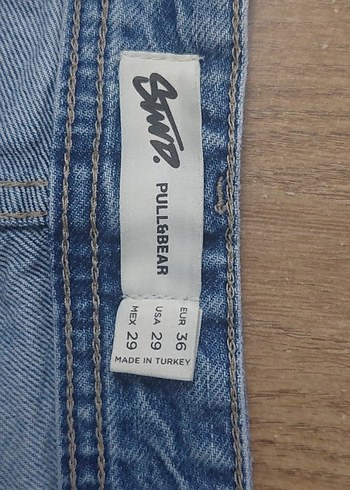 STWD.
PULL&BEAR
EUR 36
USA 29
MEX 29
MADE IN TURKEY